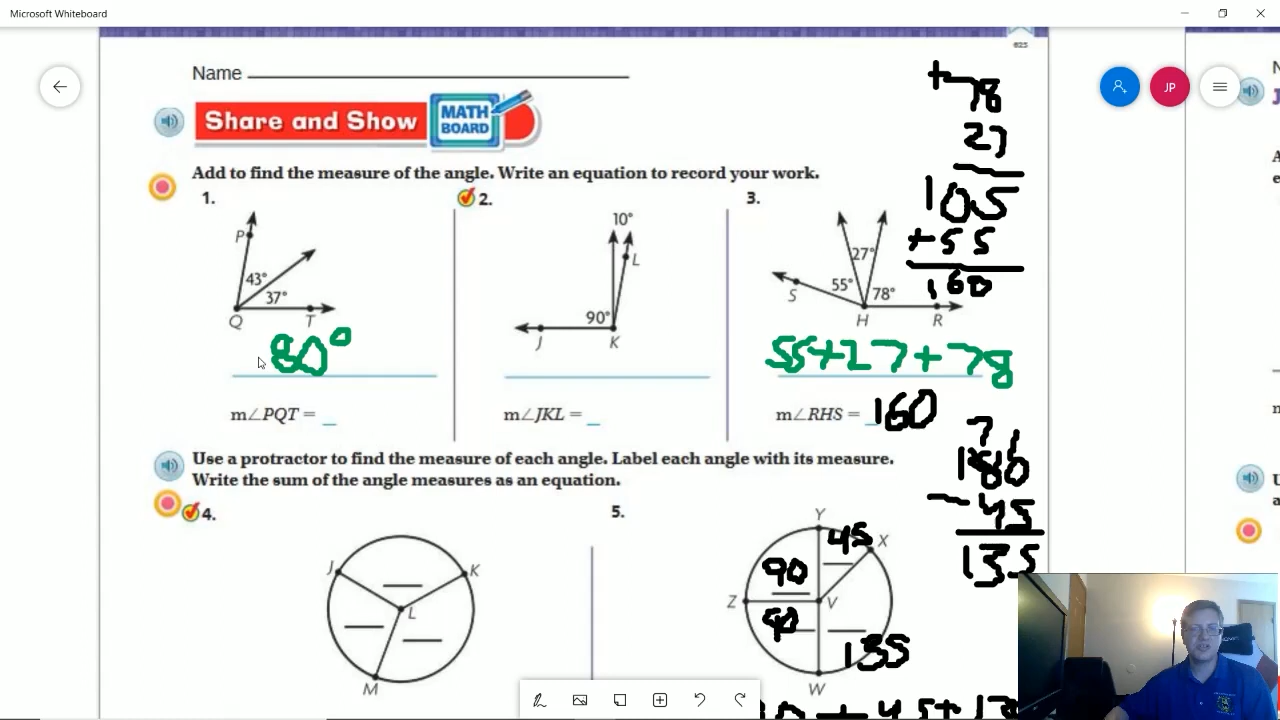 Microsoft Whiteboard
625
Name
JP
Share and Show
MATH BOARD
Add to find the measure of the angle. Write an equation to record your work.
1.
P
43°
37°
Q
T
80°
m∠PQT =
2.
10°
L
90°
J
K
m∠JKL =
3.
27°
55°
78°
S
H
R
55+27+78
m∠RHS = 160
+ 78
27
105
+55
160
Use a protractor to find the measure of each angle. Label each angle with its measure.
Write the sum of the angle measures as an equation.
7 1
180
- 45
135
4.
J
K
L
M
5.
Y
45
X
90
Z
V
90
135
W
+ 45+